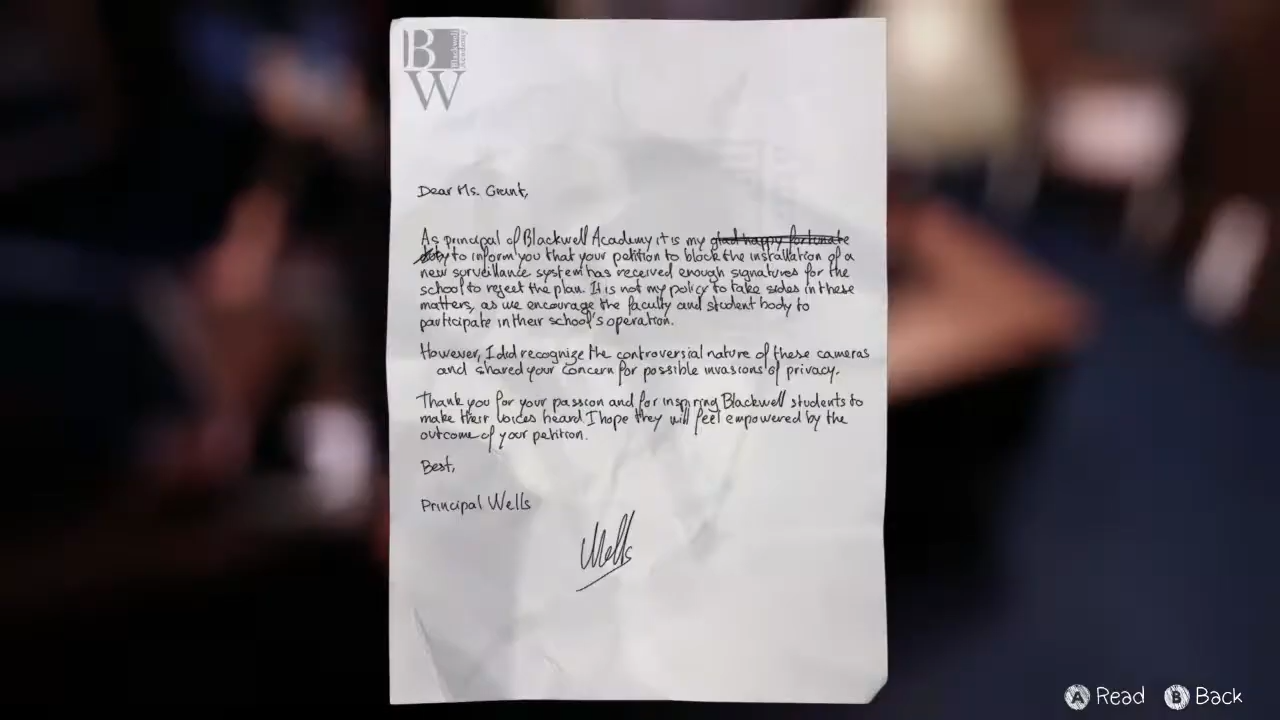 BW
Blackwell Academy
Dear Ms. Grant,
As principal of Blackwell Academy it is my glad happy fortunate
duty to inform you that your petition to block the installation of a
new surveillance system has received enough signatures for the
school to reject the plan. It is not my policy to take sides in these
matters, as we encourage the faculty and student body to
participate in their school's operation.
However, I did recognize the controversial nature of these cameras
and shared your concern for possible invasions of privacy.
Thank you for your passion and for inspiring Blackwell students to
make their voices heard I hope they will feel empowered by the
outcome of your petition.
Best,
Principal Wells
Wells
A Read B Back